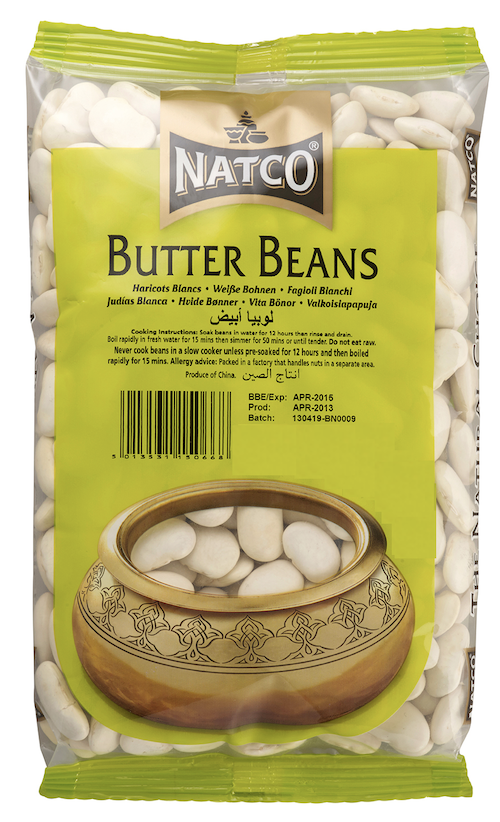 NATCO®
BUTTER BEANS
Haricots Blancs • Weiße Bohnen • Fagioli Bianchi
Judías Blanca • Hvide Bønner • Vita Bönor • Valkoislapapuja
لوبيا أبيض
Cooking Instructions: Soak beans in water for 12 hours then rinse and drain.
Boil rapidly in fresh water for 15 mins then simmer for 50 mins or until tender. Do not eat raw.
Never cook beans in a slow cooker unless pre-soaked for 12 hours and then boiled
rapidly for 15 mins. Allergy advice: Packed in a factory that handles nuts in a separate area.
Produce of China. انتاج الصين
BBE/Exp: APR-2015
Prod: APR-2013
Batch: 130419-BN0009
5 013531 150668
NATCO
THE NATURAL
NATCO